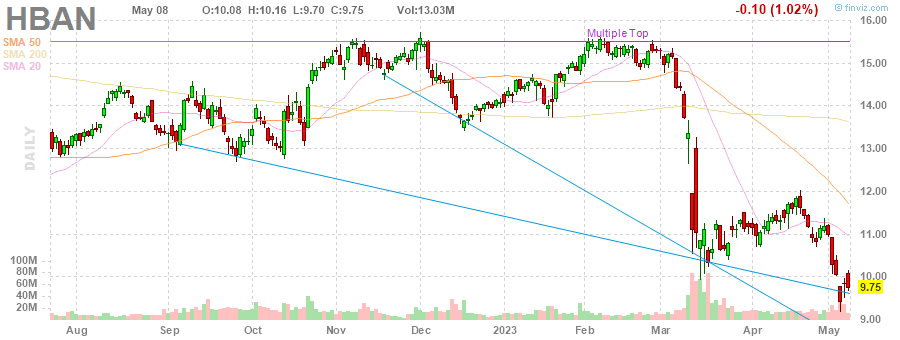 HBAN May 08 O:10.08 H:10.16 L:9.70 C:9.75 Vol:13.03M -0.10 (1.02%) © finviz.com
16.00
Multiple Top
SMA 50
SMA 200
SMA 20
15.00
14.00
DAILY
13.00
12.00
11.00
100M
80M
10.00
60M
9.75
40M
20M
9.00
Aug Sep Oct Nov Dec 2023 Feb Mar Apr May